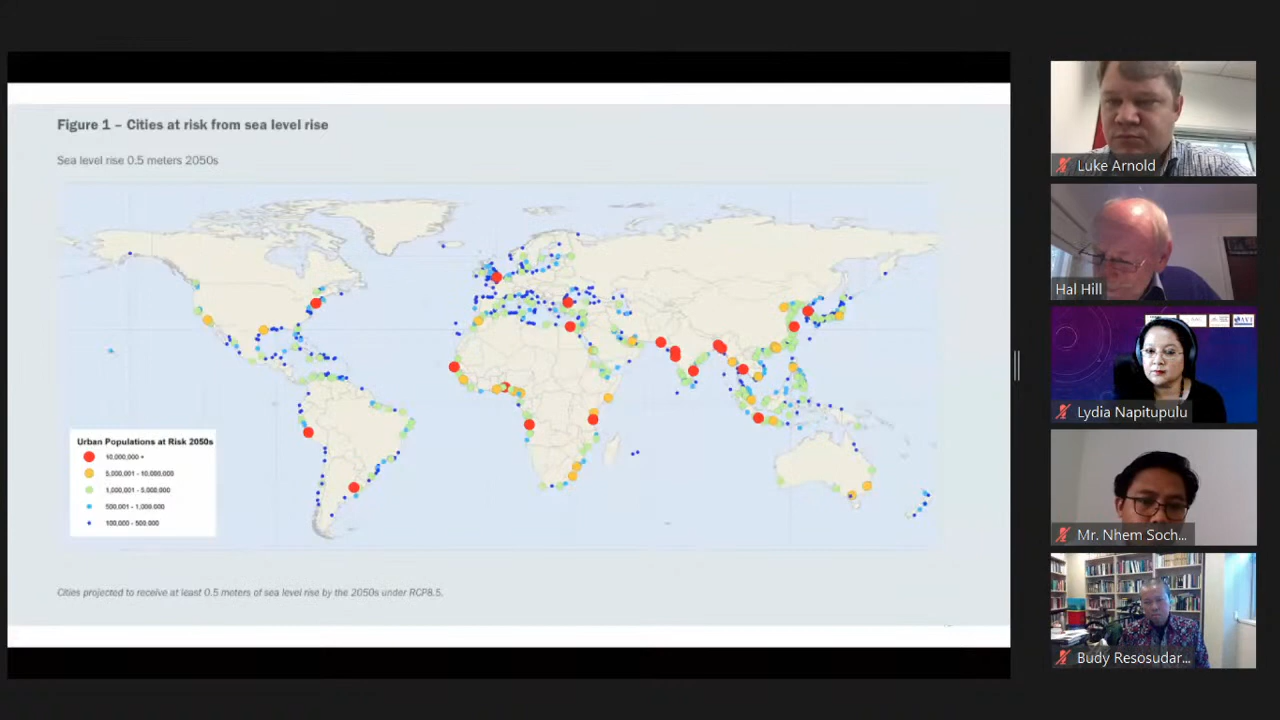 Figure 1 – Cities at risk from sea level rise
Sea level rise 0.5 meters 2050s
Urban Populations at Risk 2050s
10,000,000 +
5,000,001 - 10,000,000
1,000,001 - 5,000,000
500,001 - 1,000,000
100,000 - 500,000
Cities projected to receive at least 0.5 meters of sea level rise by the 2050s under RCP8.5.
Luke Arnold
Hal Hill
Lydia Napitupulu
Mr. Nhem Soch...
Budy Resosudar...